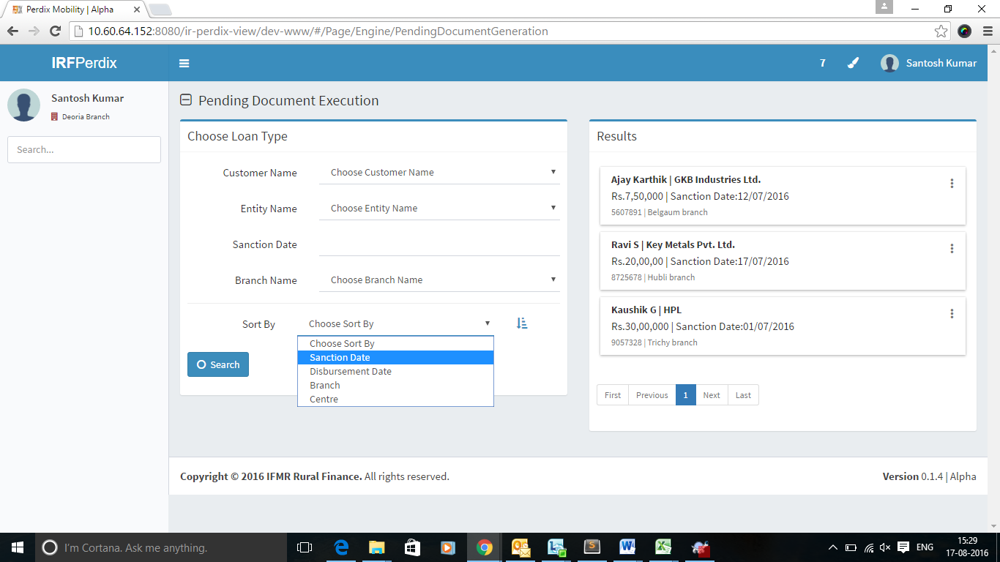 Perdix Mobility | Alpha
10.60.64.152:8080/ir-perdix-view/dev-www/#/Page/Engine/PendingDocumentGeneration
IRFPerdix
7
Santosh Kumar
Santosh Kumar
Deoria Branch
Search...
Pending Document Execution
Choose Loan Type
Customer Name
Choose Customer Name
Entity Name
Choose Entity Name
Sanction Date
Branch Name
Choose Branch Name
Sort By
Choose Sort By
Choose Sort By
Sanction Date
Disbursement Date
Branch
Centre
Search
Results
Ajay Karthik | GKB Industries Ltd.
Rs.7,50,000 | Sanction Date:12/07/2016
5607891 | Belgaum branch
Ravi S | Key Metals Pvt. Ltd.
Rs.20,00,00 | Sanction Date:17/07/2016
8725678 | Hubli branch
Kaushik G | HPL
Rs.30,00,000 | Sanction Date:01/07/2016
9057328 | Trichy branch
First Previous 1 Next Last
Copyright © 2016 IFMR Rural Finance. All rights reserved.
Version 0.1.4 | Alpha
I'm Cortana. Ask me anything.
ENG
15:29
17-08-2016